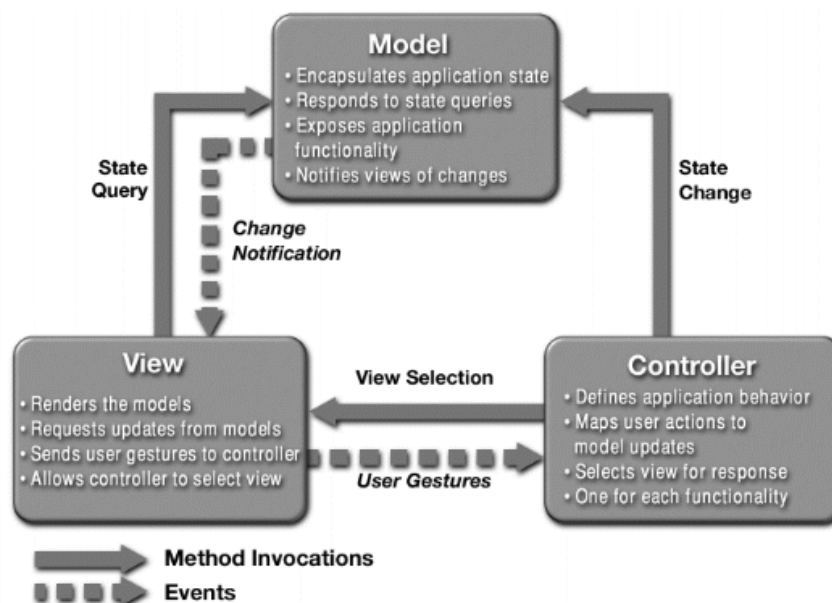 Model
• Encapsulates application state
• Responds to state queries
• Exposes application
functionality
• Notifies views of changes
State
Query
State
Change
Change
Notification
View
• Renders the models
• Requests updates from models
• Sends user gestures to controller
• Allows controller to select view
View Selection
User Gestures
Controller
• Defines application behavior
• Maps user actions to
model updates
• Selects view for response
• One for each functionality
Method Invocations
Events